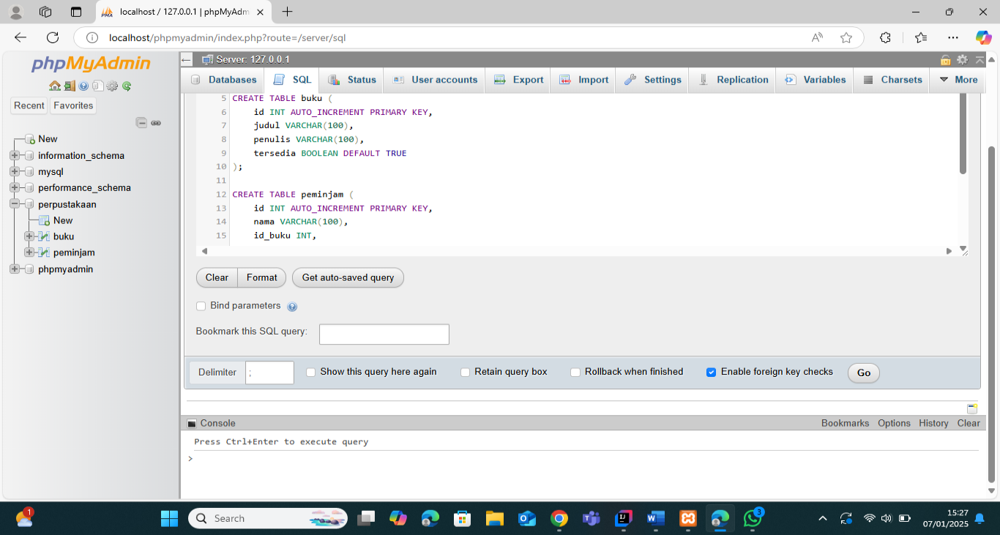 localhost / 127.0.0.1 | phpMyAdm
localhost/phpmyadmin/index.php?route=/server/sql
phpMyAdmin
Recent Favorites
New
information_schema
mysql
performance_schema
perpustakaan
New
buku
peminjam
phpmyadmin
Server: 127.0.0.1
Databases SQL Status User accounts Export Import Settings Replication Variables Charsets More
5 CREATE TABLE buku (
6 id INT AUTO_INCREMENT PRIMARY KEY,
7 judul VARCHAR(100),
8 penulis VARCHAR(100),
9 tersedia BOOLEAN DEFAULT TRUE
10 );
11
12 CREATE TABLE peminjam (
13 id INT AUTO_INCREMENT PRIMARY KEY,
14 nama VARCHAR(100),
15 id_buku INT,
Clear Format Get auto-saved query
Bind parameters
Bookmark this SQL query:
Delimiter ; Show this query here again Retain query box Rollback when finished Enable foreign key checks Go
Console Bookmarks Options History Clear
Press Ctrl+Enter to execute query
>
1 Search 3 15:27
07/01/2025